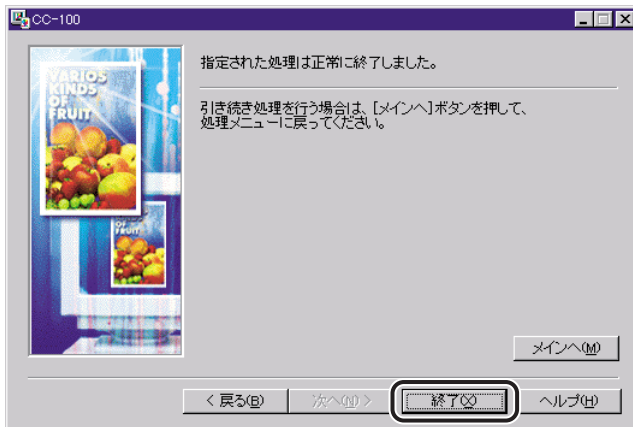 CC-100
VARIOS
KINDS
OF
FRUIT
指定された処理は正常に終了しました。
引き続き処理を行う場合は、[メインへ]ボタンを押して、
処理メニューに戻ってください。
メインへ(M)
< 戻る(B)
次へ(N) >
終了(X)
ヘルプ(H)